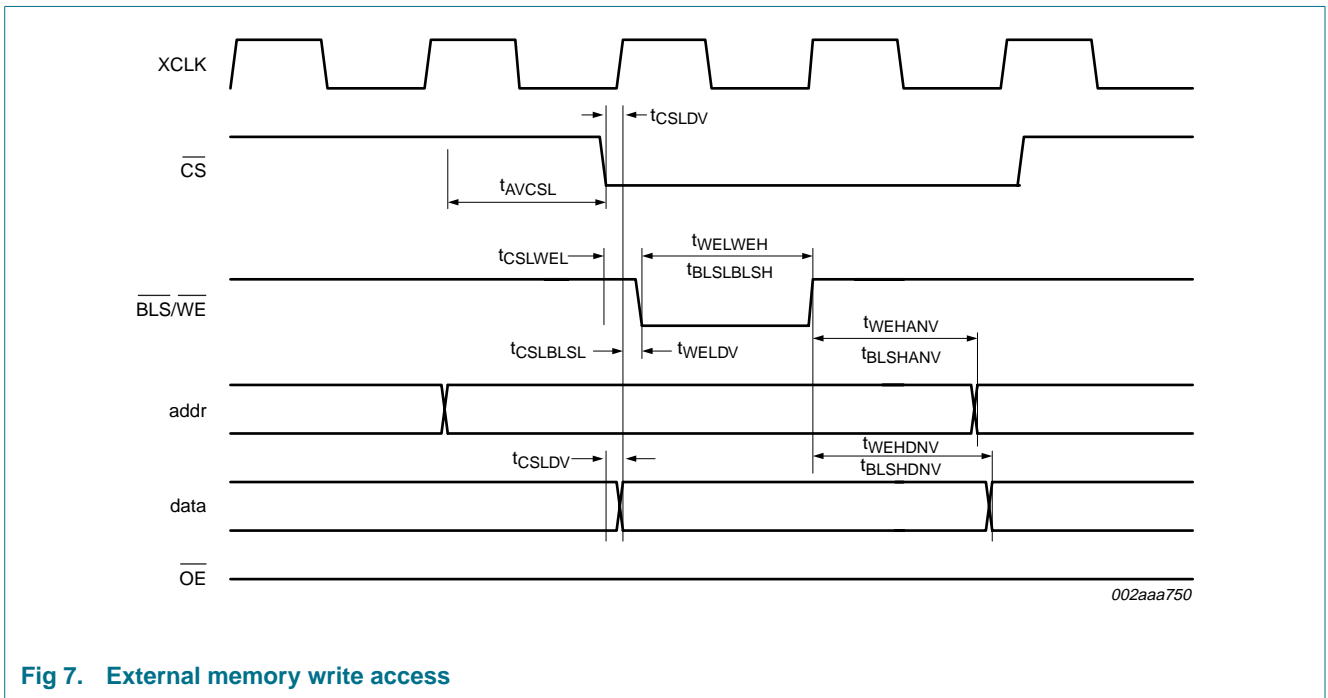 XCLK
tCSLDV
CS
tAVCSL
tCSLWEL
tWELWEH
tBLSLBLSH
BLS/WE
tCSLBLSL
tWELDV
tWEHANV
tBLSHANV
addr
tCSLDV
tWEHDNV
tBLSHDNV
data
OE
002aaa750
Fig 7. External memory write access